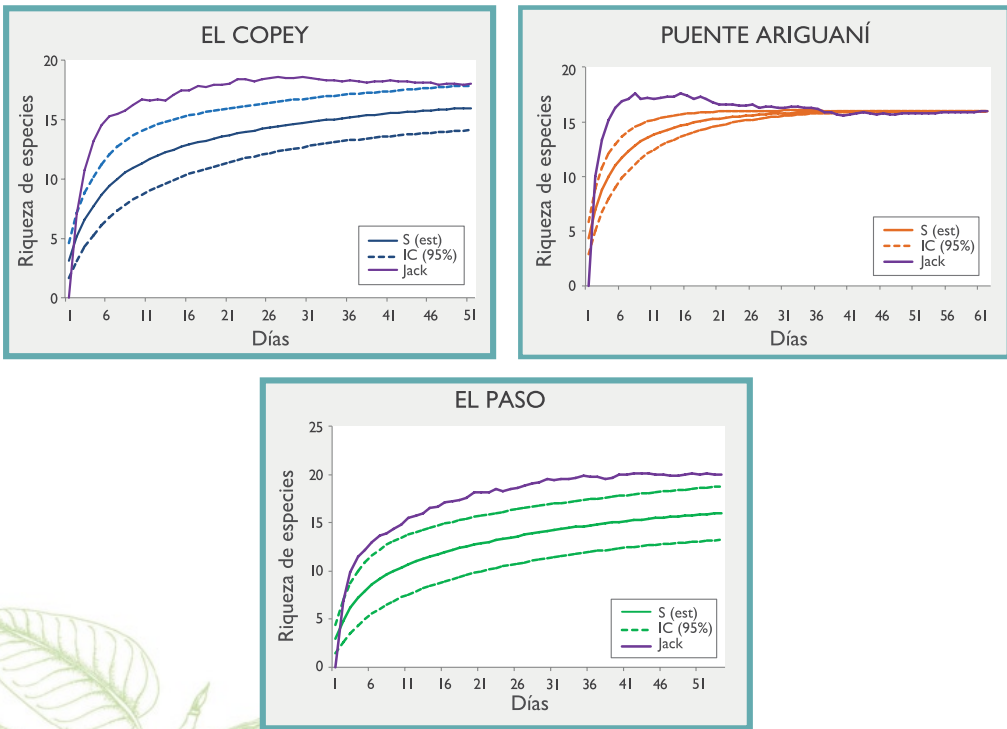 EL COPEY
20
15
10
5
0
Riqueza de especies
S (est)
IC (95%)
Jack
1 6 11 16 21 26 31 36 41 46 51
Días
PUENTE ARIGUANÍ
20
15
10
5
0
Riqueza de especies
S (est)
IC (95%)
Jack
1 6 11 16 21 26 31 36 41 46 51 56 61
Días
EL PASO
25
20
15
10
5
0
Riqueza de especies
S (est)
IC (95%)
Jack
1 6 11 16 21 26 31 36 41 46 51
Días